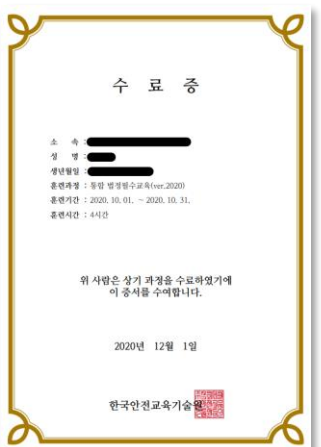 수 료 증
소 속 :
성 명 :
생년월일 :
훈련과정 : 통합 법정필수교육(ver.2020)
훈련기간 : 2020. 10. 01. ~ 2020. 10. 31.
훈련시간 : 4시간
위 사람은 상기 과정을 수료하였기에
이 증서를 수여합니다.
2020년 12월 1일
한국안전교육기술원